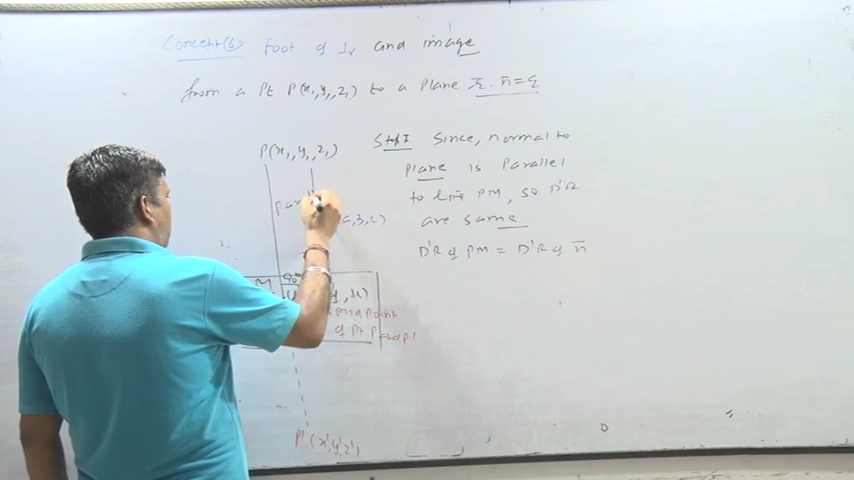 Concept(6) Foot of ⊥r and image
from a Pt P(x₁,y₁,z₁) to a Plane r̄.n̄=q
P(x₁,y₁,z₁)
Step I Since, normal to
Plane is Parallel
to line PM, so D'R
are same
D'R of PM = D'R of n̄
90°
M
mid Point
of Pt P and P'
P'(x',y',z')